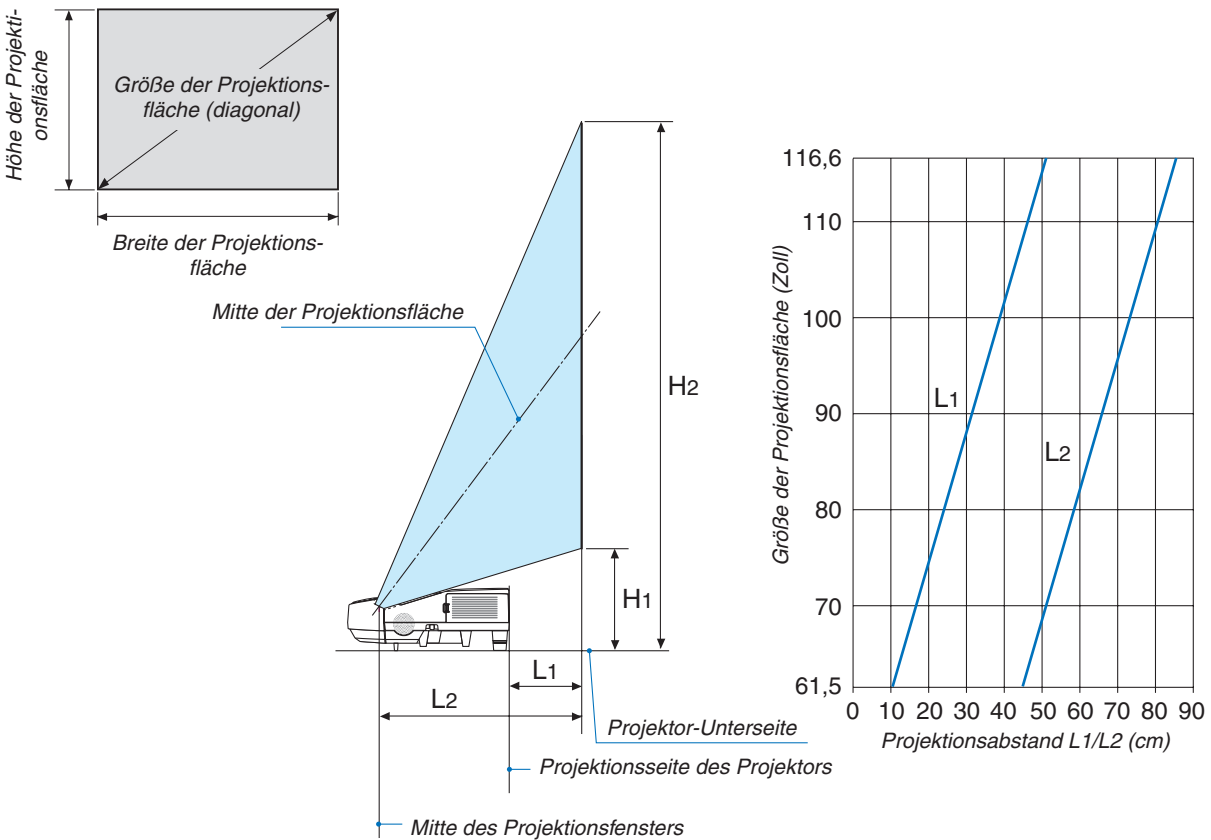 Höhe der Projekti-
onsfläche
Größe der Projektions-
fläche (diagonal)
Breite der Projektions-
fläche
Mitte der Projektionsfläche
H2
H1
L1
L2
Projektor-Unterseite
Projektionsseite des Projektors
Mitte des Projektionsfensters
Größe der Projektionsfläche (Zoll)
116,6
110
100
90
80
70
61,5
L1
L2
0 10 20 30 40 50 60 70 80 90
Projektionsabstand L1/L2 (cm)